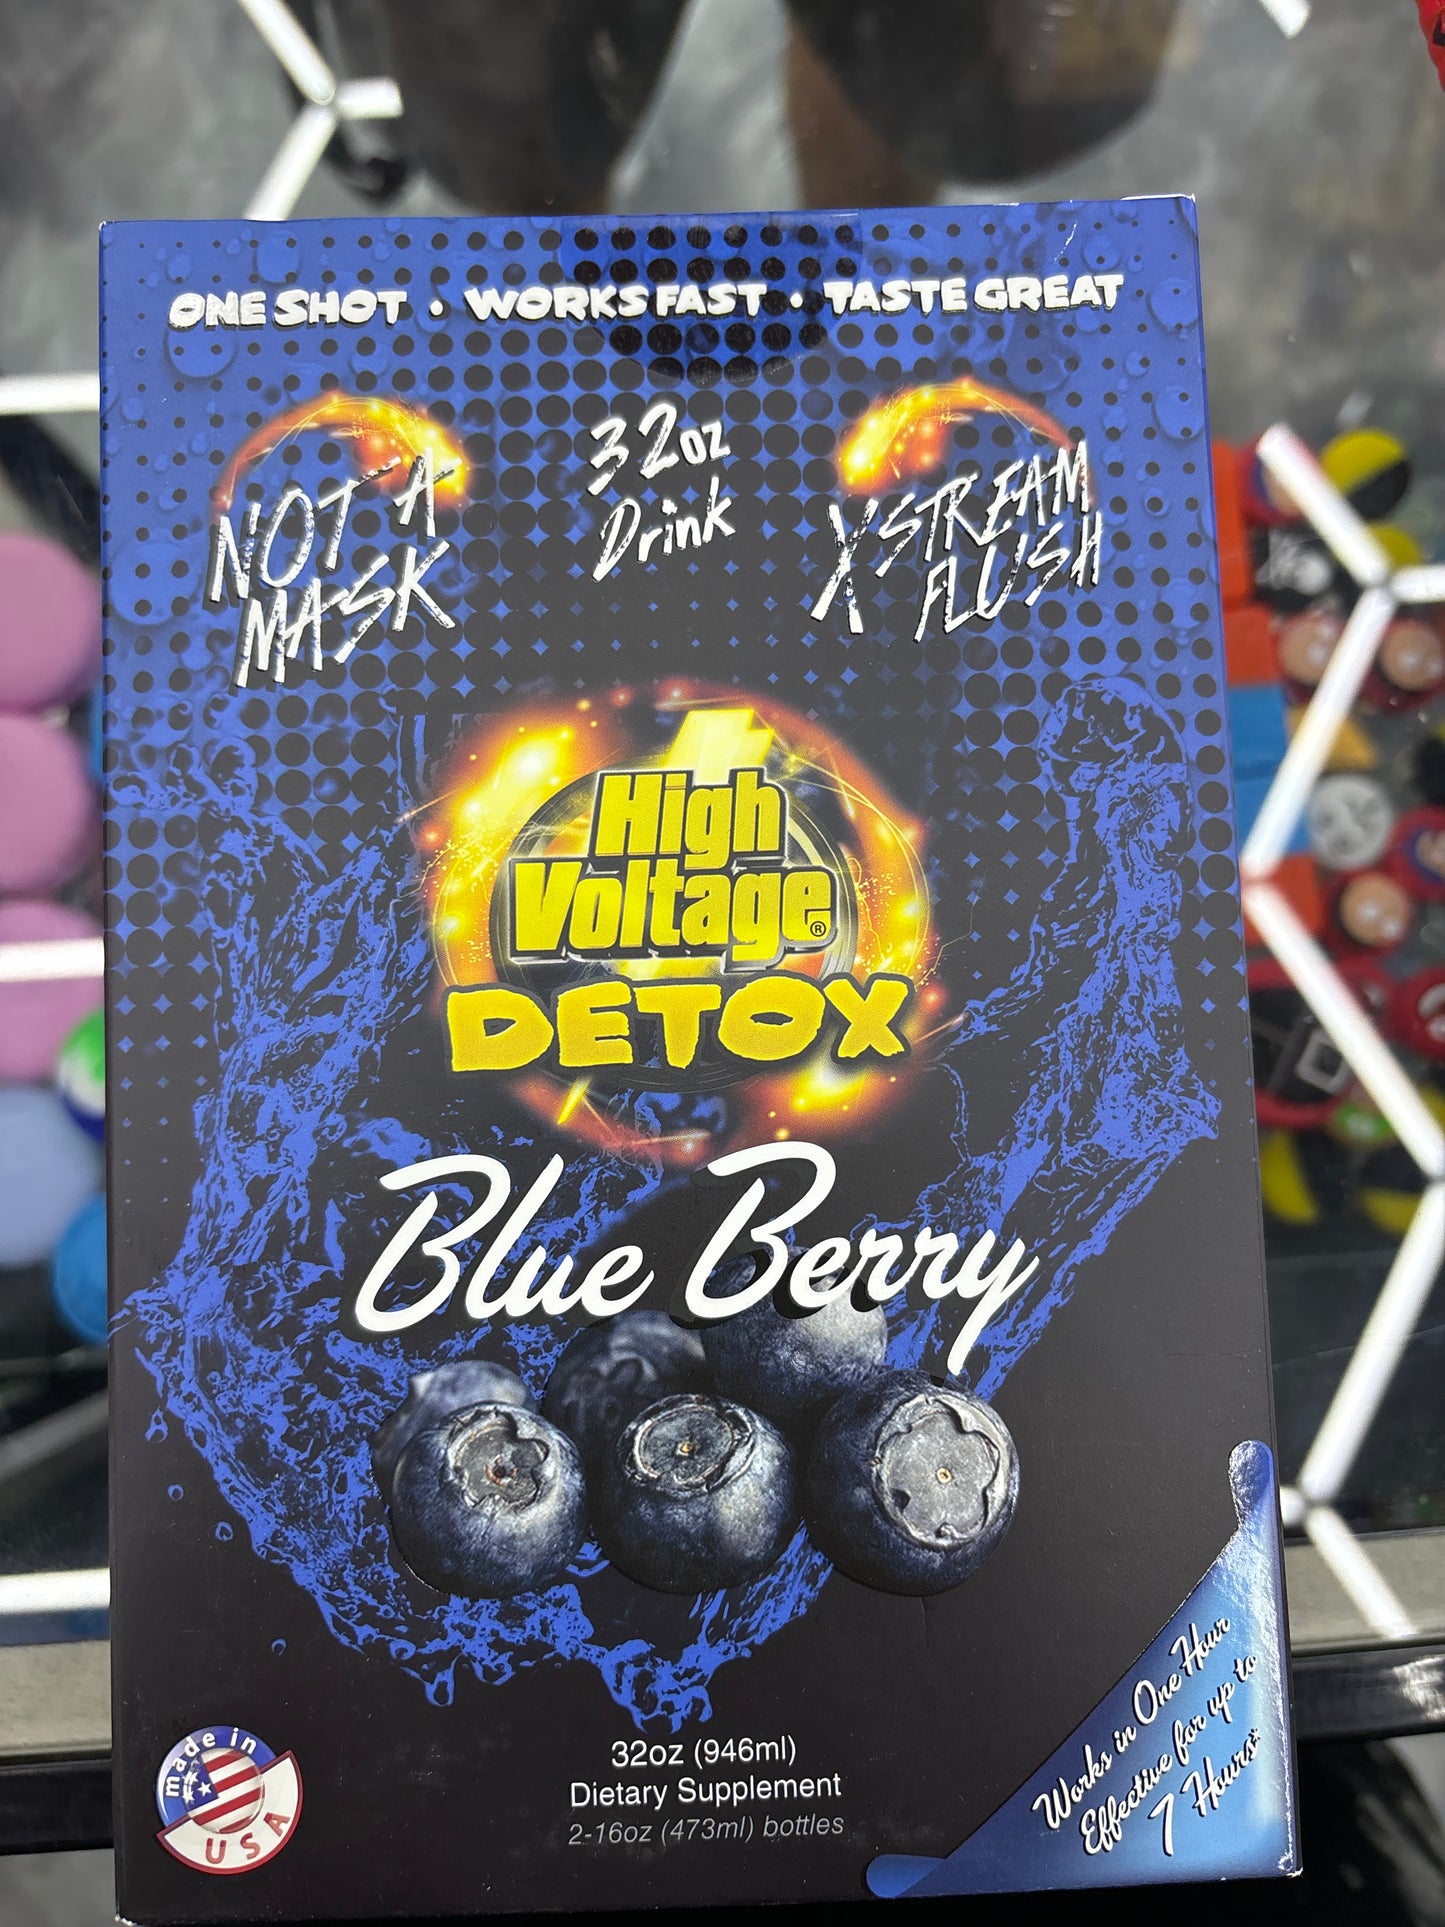 ONE SHOT • WORKS FAST • TASTE GREAT
NOT A
MASK
32oz
Drink
XSTREAM
FLUSH
High
Voltage®
DETOX
Blue Berry
Works in One Hour
Effective for up to
7 Hours*
32oz (946ml)
Dietary Supplement
2-16oz (473ml) bottles
made in
USA